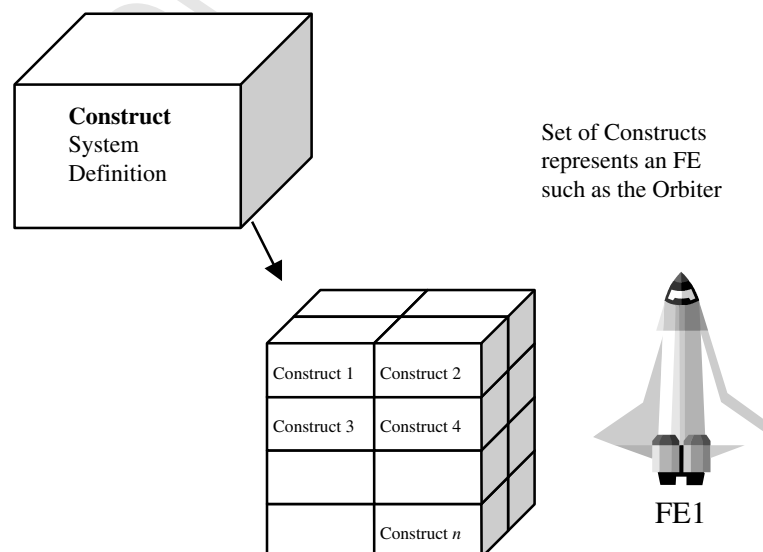 Construct
System
Definition
Set of Constructs
represents an FE
such as the Orbiter
Construct 1
Construct 2
Construct 3
Construct 4
Construct n
FE1